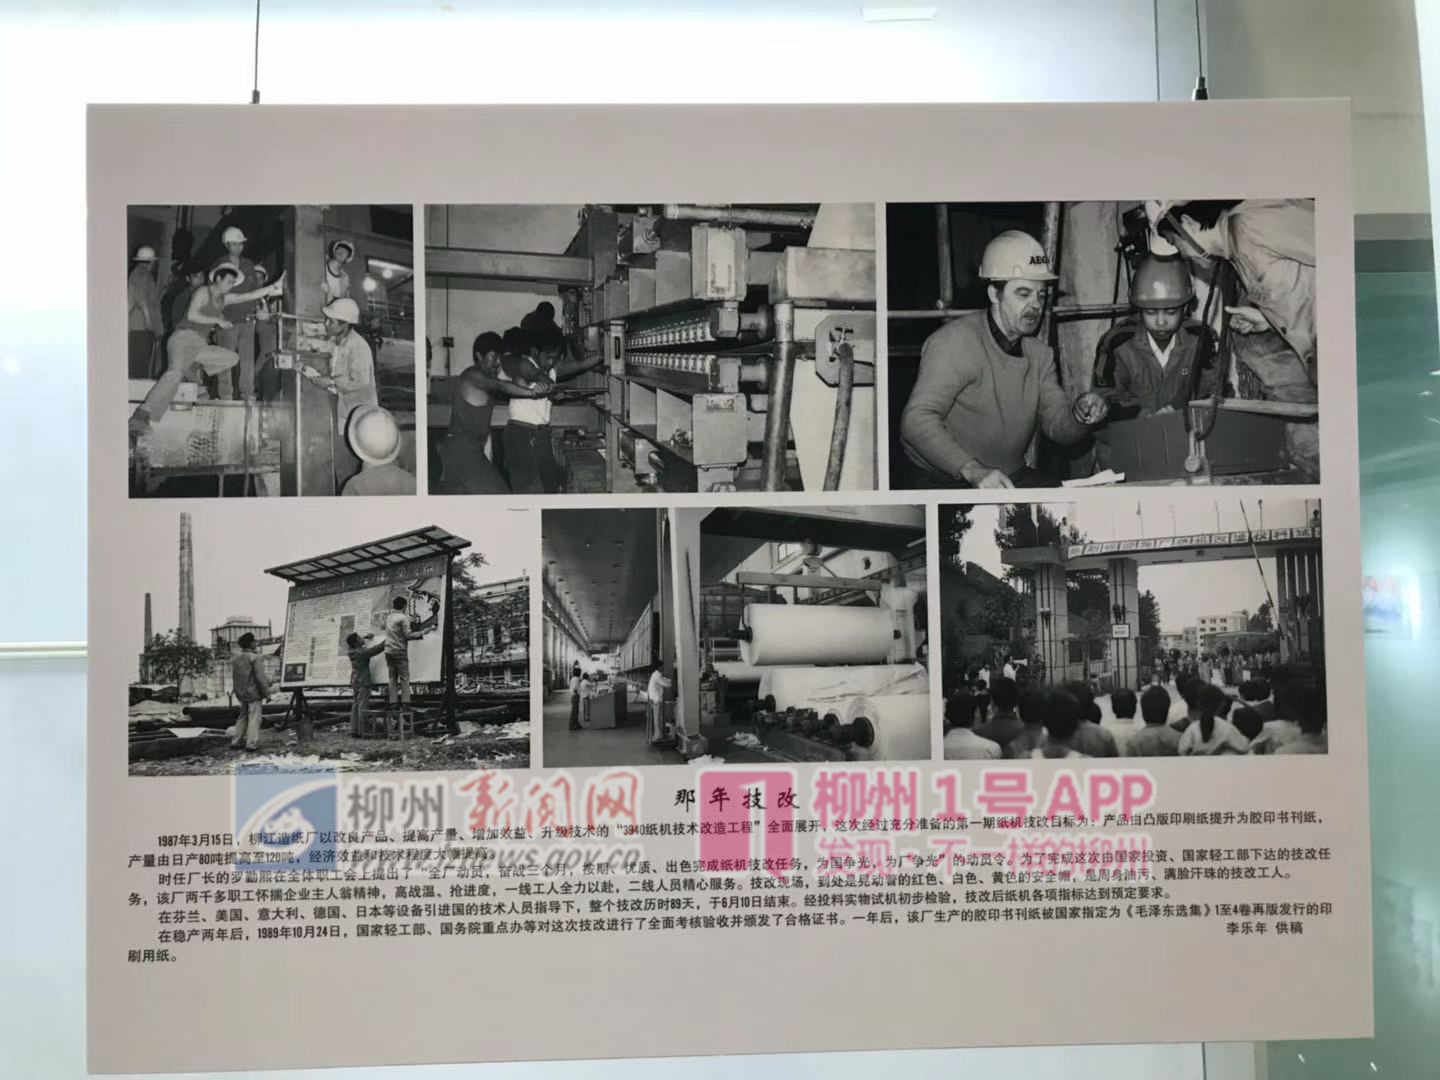 AEG
那年技改
1987年3月15日，柳江造纸厂以改良产品、提高产量、增加效益、升级技术的“3940纸机技术改造工程”全面展开，这次经过充分准备的第一期纸机技改目标为：产品由凸版印刷纸提升为胶印书刊纸，
产量由日产80吨提高至120吨，经济效益和技术程度大幅提高。
时任厂长的罗勤熙在全体职工会上提出了“全厂动员，奋战三个月，按期、优质、出色完成纸机技改任务，为国争光，为厂争光”的动员令。为了完成这次由国家投资、国家轻工部下达的技改任
务，该厂两千多职工怀揣企业主人翁精神，高战温、抢进度，一线工人全力以赴，二线人员精心服务。技改现场，到处是晃动着的红色、白色、黄色的安全帽，是周身油污、满脸汗珠的技改工人。
在芬兰、美国、意大利、德国、日本等设备引进国的技术人员指导下，整个技改历时89天，于6月10日结束。经投料实物试机初步检验，技改后纸机各项指标达到预定要求。
在稳产两年后，1989年10月24日，国家轻工部、国务院重点办等对这次技改进行了全面考核验收并颁发了合格证书。一年后，该厂生产的胶印书刊纸被国家指定为《毛泽东选集》1至4卷再版发行的印
刷用纸。
李乐年 供稿
柳州新闻网
news.gov.cn
柳州1号APP
发现·不一样的柳州